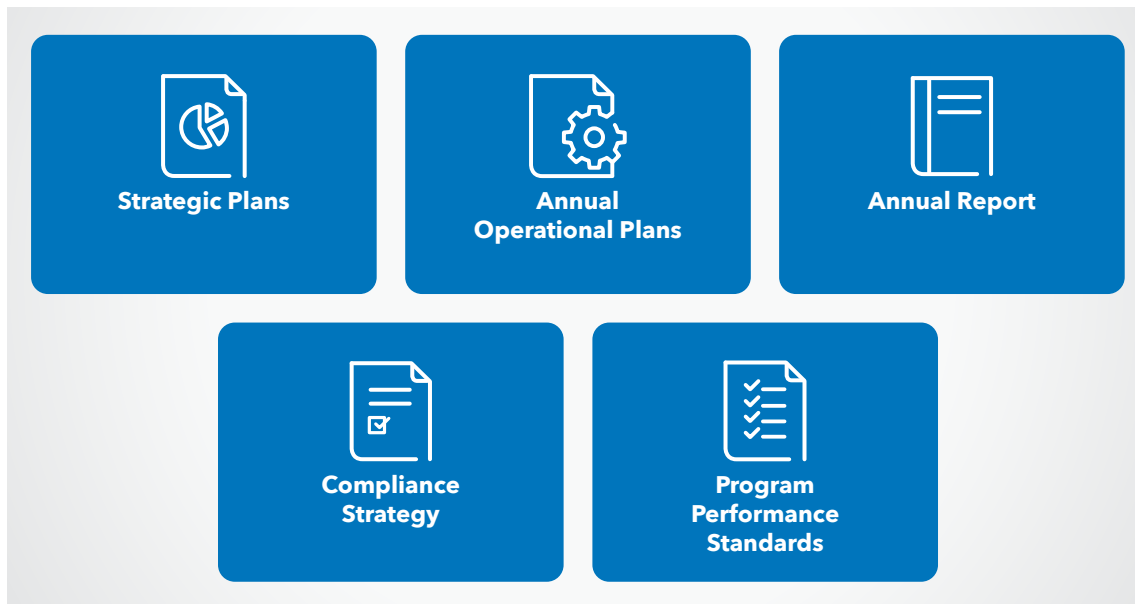 Strategic Plans
Annual
Operational Plans
Annual Report
Compliance
Strategy
Program
Performance
Standards